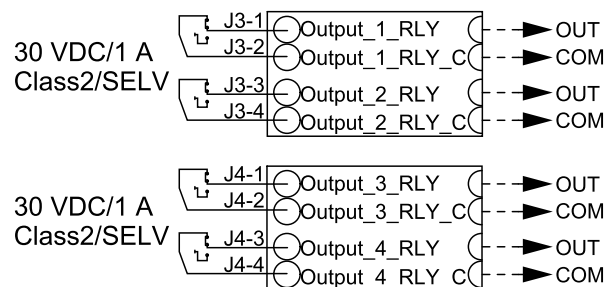 30 VDC/1 A
Class2/SELV
J3-1 Output_1_RLY OUT
J3-2 Output_1_RLY_C COM
J3-3 Output_2_RLY OUT
J3-4 Output_2_RLY_C COM
30 VDC/1 A
Class2/SELV
J4-1 Output_3_RLY OUT
J4-2 Output_3_RLY_C COM
J4-3 Output_4_RLY OUT
J4-4 Output_4_RLY_C COM